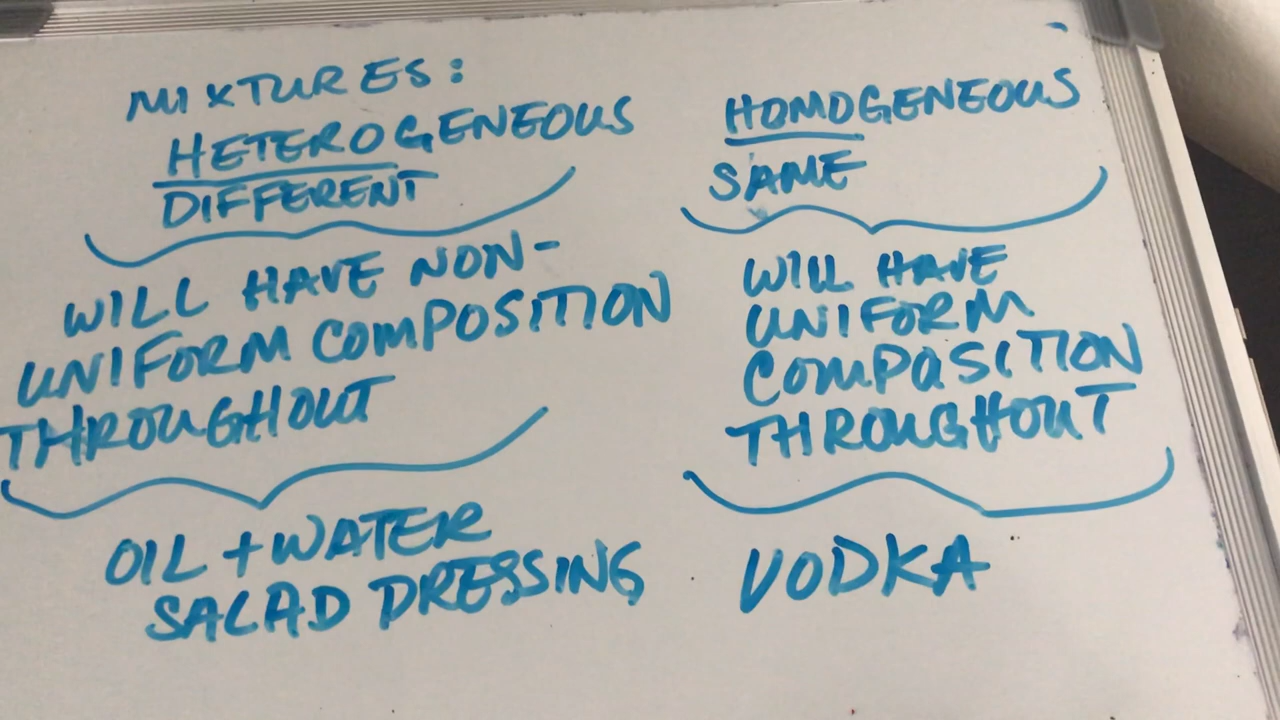 MIXTURES:
HETEROGENEOUS
DIFFERENT
WILL HAVE NON-
UNIFORM COMPOSITION
THROUGHOUT
OIL + WATER
SALAD DRESSING
HOMOGENEOUS
SAME
WILL HAVE
UNIFORM
COMPOSITION
THROUGHOUT
VODKA